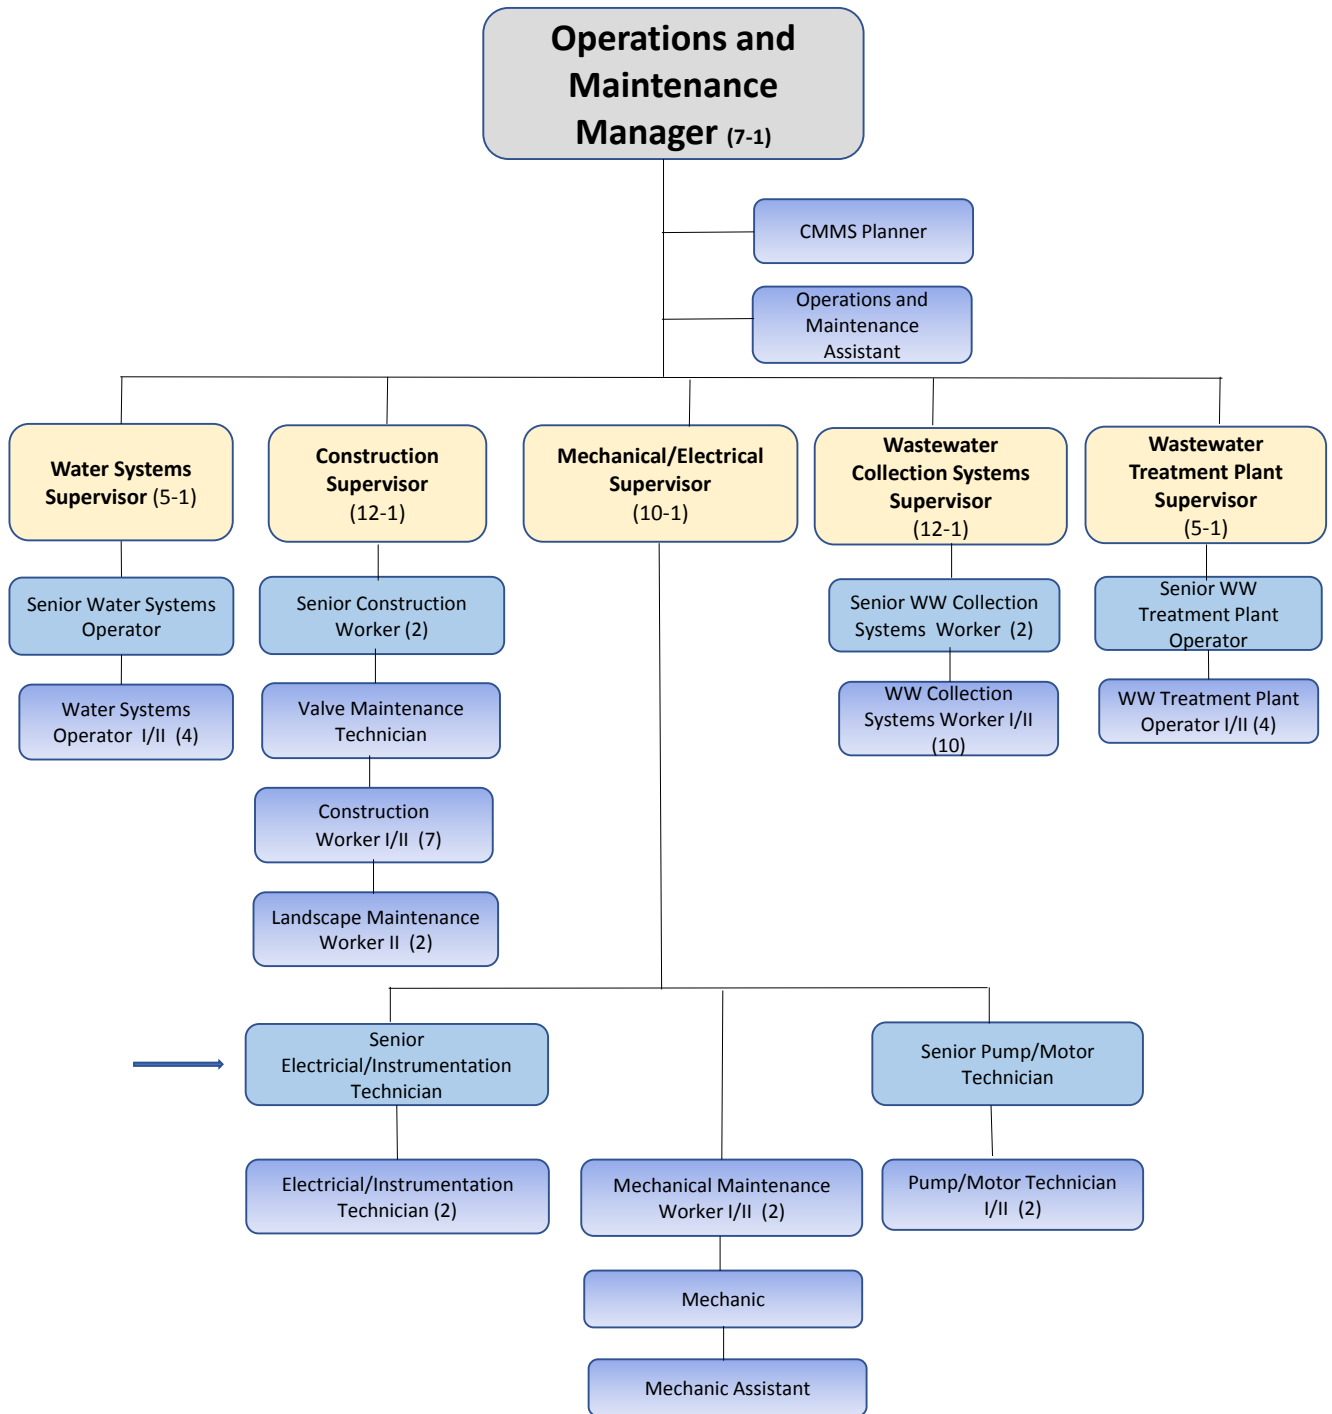 Operations and
Maintenance
Manager (7-1)
CMMS Planner
Operations and
Maintenance
Assistant
Water Systems
Supervisor (5-1)
Construction
Supervisor
(12-1)
Mechanical/Electrical
Supervisor
(10-1)
Wastewater
Collection Systems
Supervisor
(12-1)
Wastewater
Treatment Plant
Supervisor
(5-1)
Senior Water Systems
Operator
Senior Construction
Worker (2)
Senior WW Collection
Systems Worker (2)
Senior WW
Treatment Plant
Operator
Water Systems
Operator I/II (4)
Valve Maintenance
Technician
WW Collection
Systems Worker I/II
(10)
WW Treatment Plant
Operator I/II (4)
Construction
Worker I/II (7)
Landscape Maintenance
Worker II (2)
Senior
Electricial/Instrumentation
Technician
Senior Pump/Motor
Technician
Electricial/Instrumentation
Technician (2)
Mechanical Maintenance
Worker I/II (2)
Pump/Motor Technician
I/II (2)
Mechanic
Mechanic Assistant